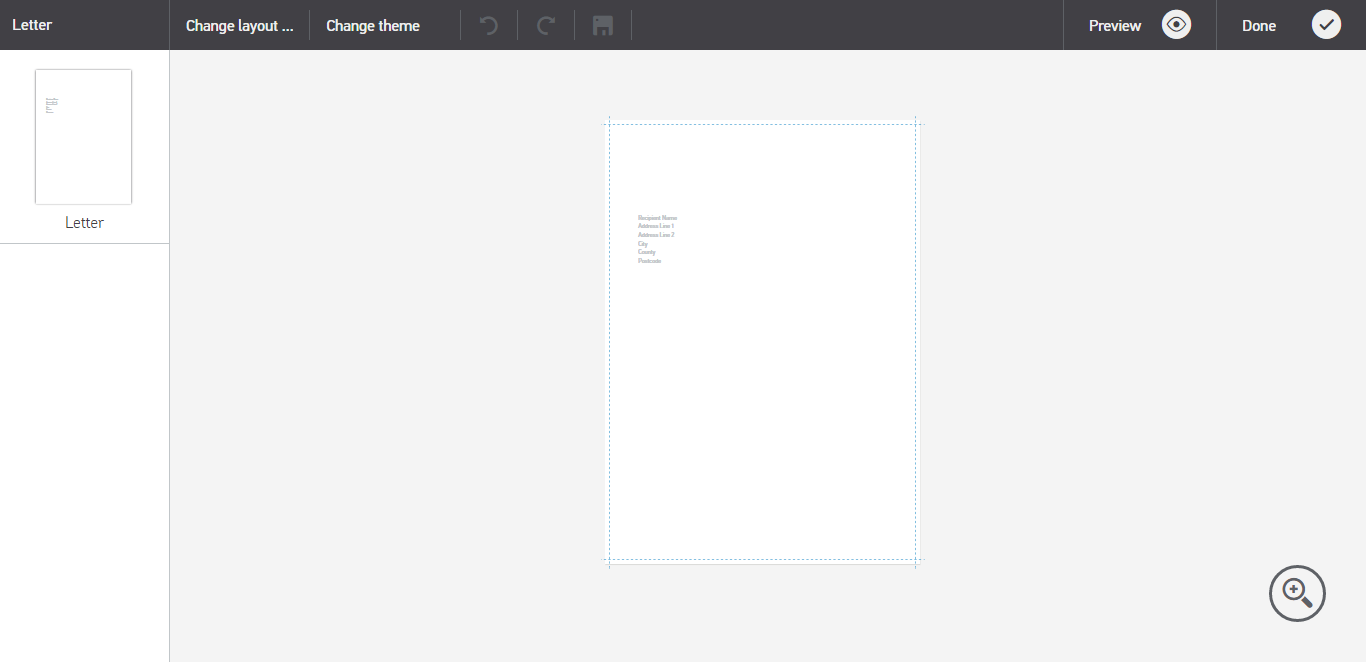 Letter
Change layout ...
Change theme
Preview
Done
Letter
Recipient Name
Address Line 1
Address Line 2
City
County
Postcode